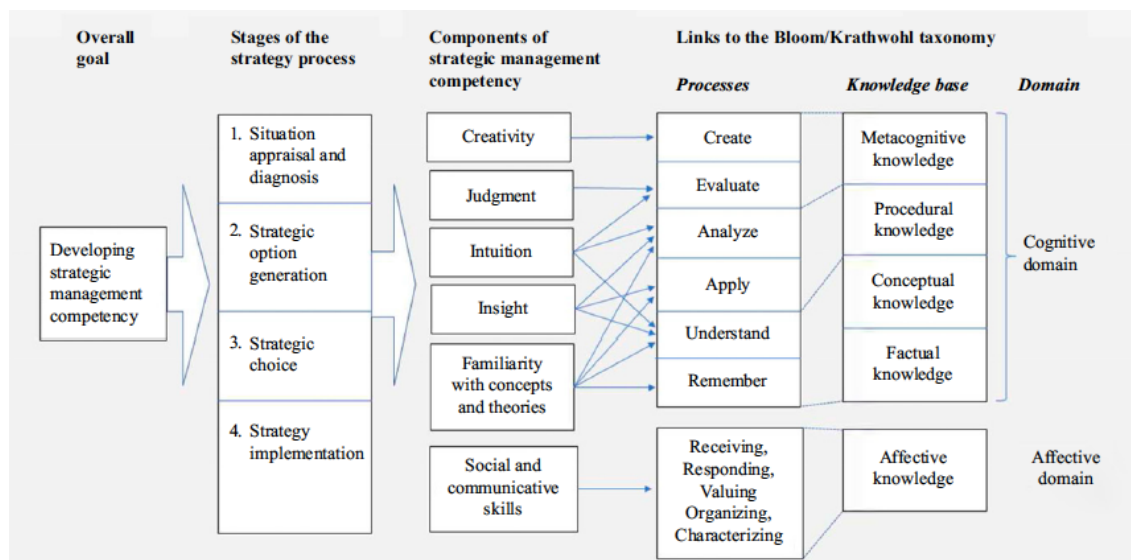 Overall
goal
Stages of the
strategy process
Components of
strategic management
competency
Links to the Bloom/Krathwohl taxonomy
Processes
Knowledge base
Domain
Developing
strategic
management
competency
1. Situation
appraisal and
diagnosis
2. Strategic
option
generation
3. Strategic
choice
4. Strategy
implementation
Creativity
Judgment
Intuition
Insight
Familiarity
with concepts
and theories
Social and
communicative
skills
Create
Evaluate
Analyze
Apply
Understand
Remember
Receiving,
Responding,
Valuing
Organizing,
Characterizing
Metacognitive
knowledge
Procedural
knowledge
Conceptual
knowledge
Factual
knowledge
Affective
knowledge
Cognitive
domain
Affective
domain